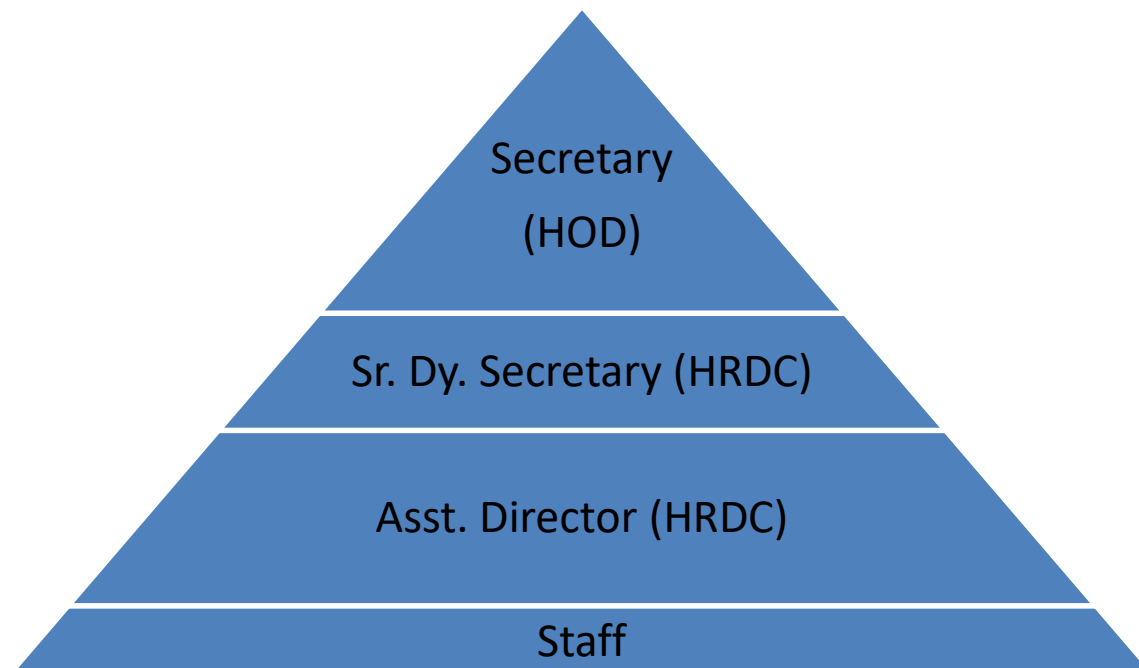 Secretary
(HOD)
Sr. Dy. Secretary (HRDC)
Asst. Director (HRDC)
Staff